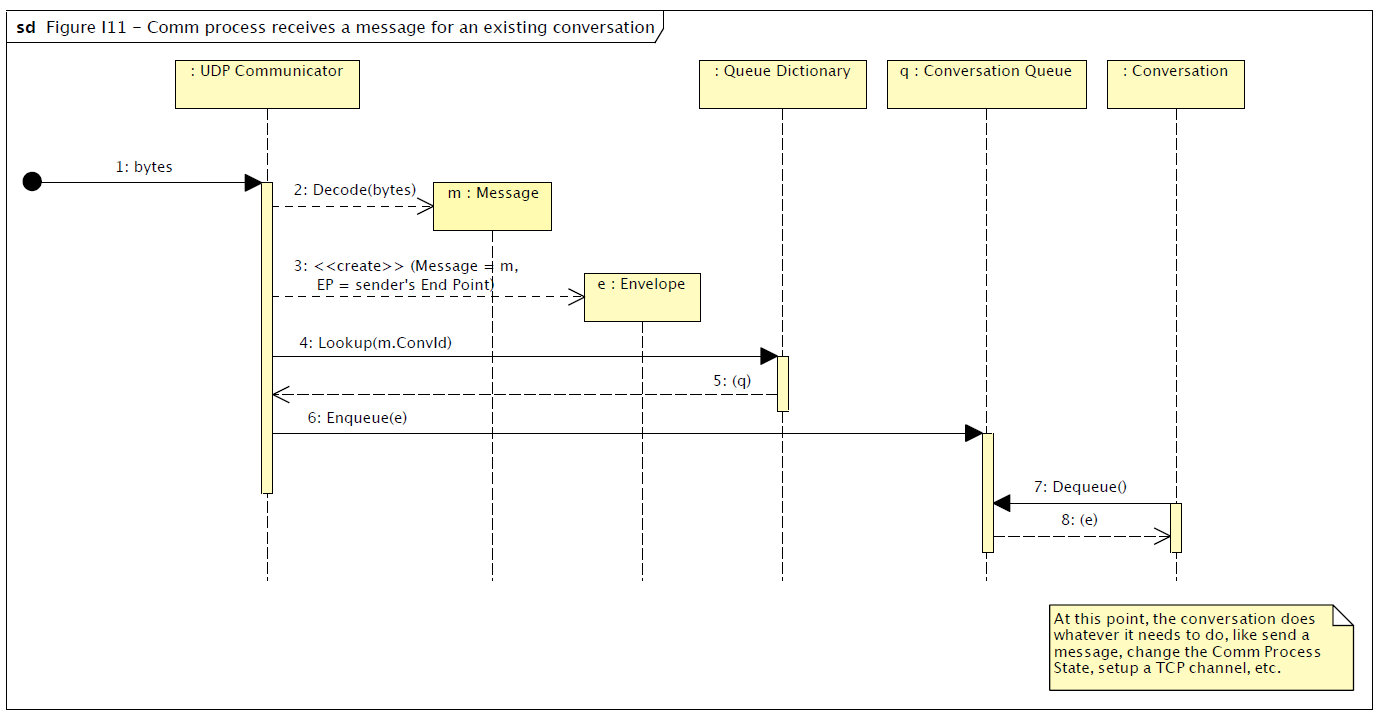 sd Figure I11 – Comm process receives a message for an existing conversation
: UDP Communicator
: Queue Dictionary
q : Conversation Queue
: Conversation
1: bytes
2: Decode(bytes)
m : Message
3: <<create>> (Message = m,
EP = sender's End Point)
e : Envelope
4: Lookup(m.ConvId)
5: (q)
6: Enqueue(e)
7: Dequeue()
8: (e)
At this point, the conversation does
whatever it needs to do, like send a
message, change the Comm Process
State, setup a TCP channel, etc.